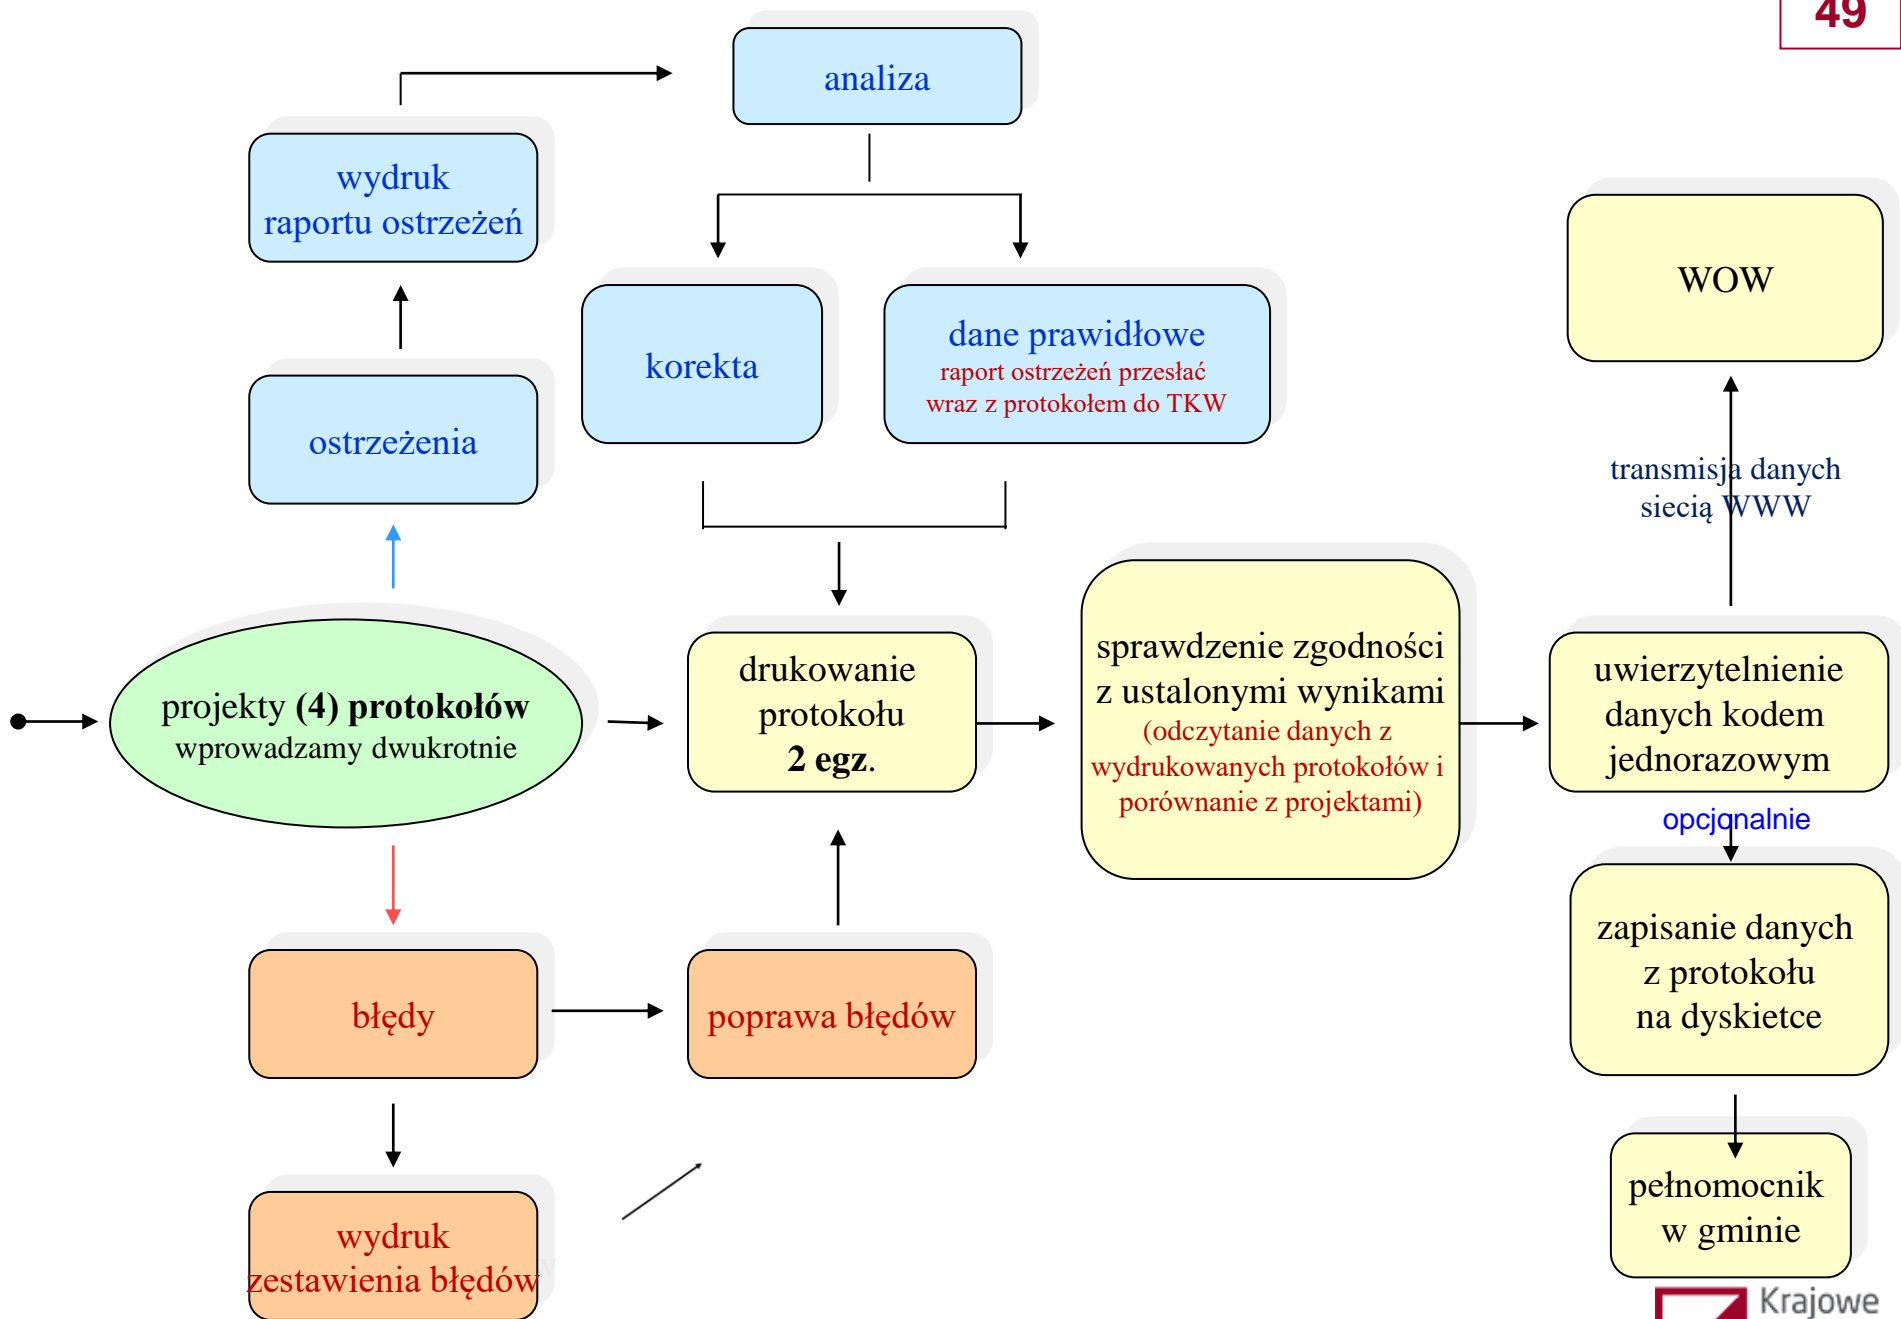 49
analiza
wydruk
raportu ostrzeżeń
WOW
korekta
dane prawidłowe
raport ostrzeżeń przesłać
wraz z protokołem do TKW
ostrzeżenia
transmisja danych
siecią WWW
projekty (4) protokołów
wprowadzamy dwukrotnie
drukowanie
protokołu
2 egz.
sprawdzenie zgodności
z ustalonymi wynikami
(odczytanie danych z
wydrukowanych protokołów i
porównanie z projektami)
uwierzytelnienie
danych kodem
jednorazowym
opcjonalnie
zapisanie danych
z protokołu
na dyskietce
błędy
poprawa błędów
pełnomocnik
w gminie
wydruk
zestawienia błędów
Krajowe